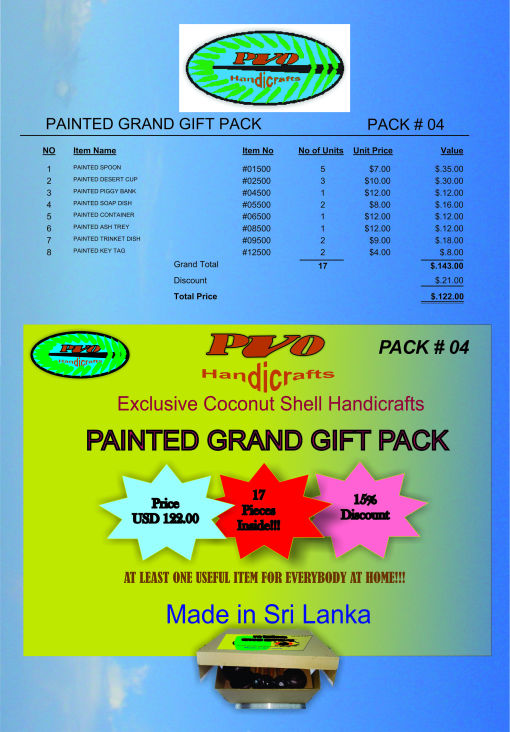 PVO
Handicrafts
PAINTED GRAND GIFT PACK PACK # 04
NO Item Name Item No No of Units Unit Price Value
1 PAINTED SPOON #01500 5 $7.00 $.35.00
2 PAINTED DESERT CUP #02500 3 $10.00 $.30.00
3 PAINTED PIGGY BANK #04500 1 $12.00 $.12.00
4 PAINTED SOAP DISH #05500 2 $8.00 $.16.00
5 PAINTED CONTAINER #06500 1 $12.00 $.12.00
6 PAINTED ASH TREY #08500 1 $12.00 $.12.00
7 PAINTED TRINKET DISH #09500 2 $9.00 $.18.00
8 PAINTED KEY TAG #12500 2 $4.00 $.8.00
Grand Total 17 $.143.00
Discount $.21.00
Total Price $.122.00
PVO
Handicrafts
PVO
Handicrafts
PACK # 04
Exclusive Coconut Shell Handicrafts
PAINTED GRAND GIFT PACK
Price
USD 122.00
17
Pieces
Inside!!!
15%
Discount
AT LEAST ONE USEFUL ITEM FOR EVERYBODY AT HOME!!!
Made in Sri Lanka